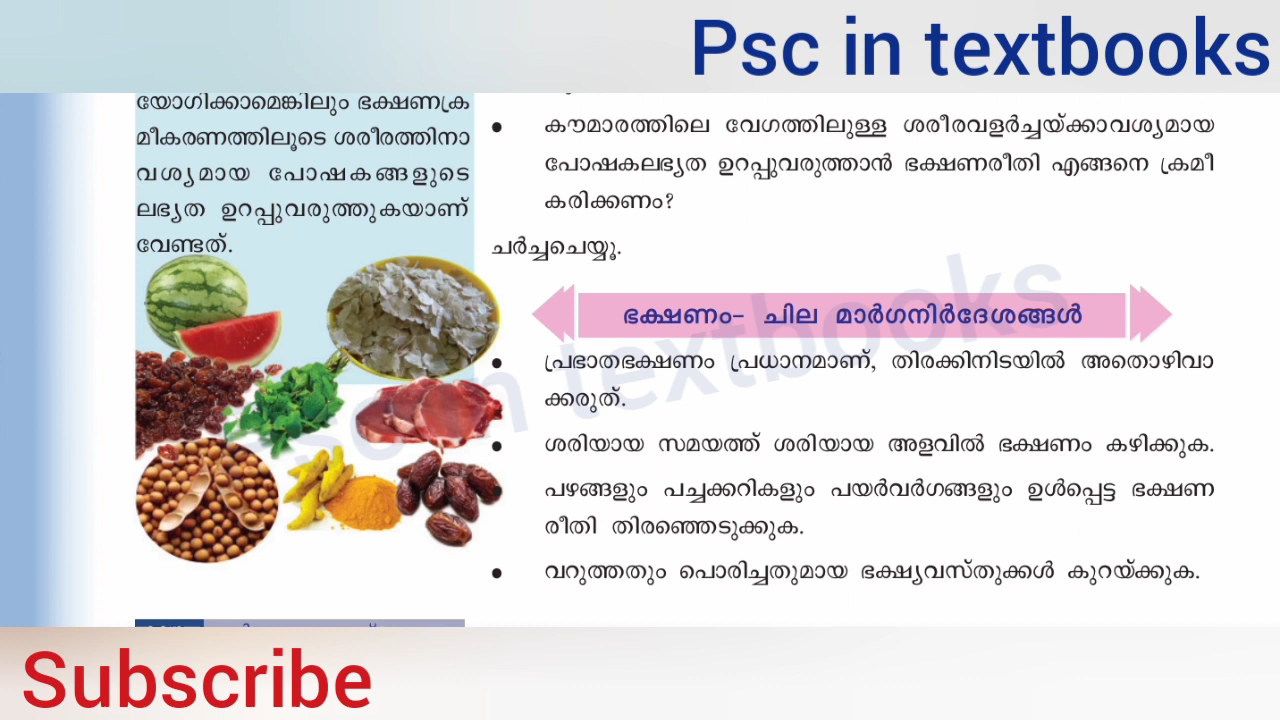 Psc in textbooks
യോഗിക്കാമെങ്കിലും ഭക്ഷണക്ര
മീകരണത്തിലൂടെ ശരീരത്തിനാ
വശ്യമായ പോഷകങ്ങളുടെ
ലഭ്യത ഉറപ്പുവരുത്തുകയാണ്
വേണ്ടത്.
• കൗമാരത്തിലെ വേഗത്തിലുള്ള ശരീരവളർച്ചയ്ക്കാവശ്യമായ
പോഷകലഭ്യത ഉറപ്പുവരുത്താൻ ഭക്ഷണരീതി എങ്ങനെ ക്രമീ
കരിക്കണം?
ചർച്ചചെയ്യൂ.
ഭക്ഷണം– ചില മാർഗനിർദേശങ്ങൾ
• പ്രഭാതഭക്ഷണം പ്രധാനമാണ്, തിരക്കിനിടയിൽ അതൊഴിവാ
ക്കരുത്.
• ശരിയായ സമയത്ത് ശരിയായ അളവിൽ ഭക്ഷണം കഴിക്കുക.
• പഴങ്ങളും പച്ചക്കറികളും പയർവർഗങ്ങളും ഉൾപ്പെട്ട ഭക്ഷണ
രീതി തിരഞ്ഞെടുക്കുക.
• വറുത്തതും പൊരിച്ചതുമായ ഭക്ഷ്യവസ്തുക്കൾ കുറയ്ക്കുക.
textbooks
Subscribe